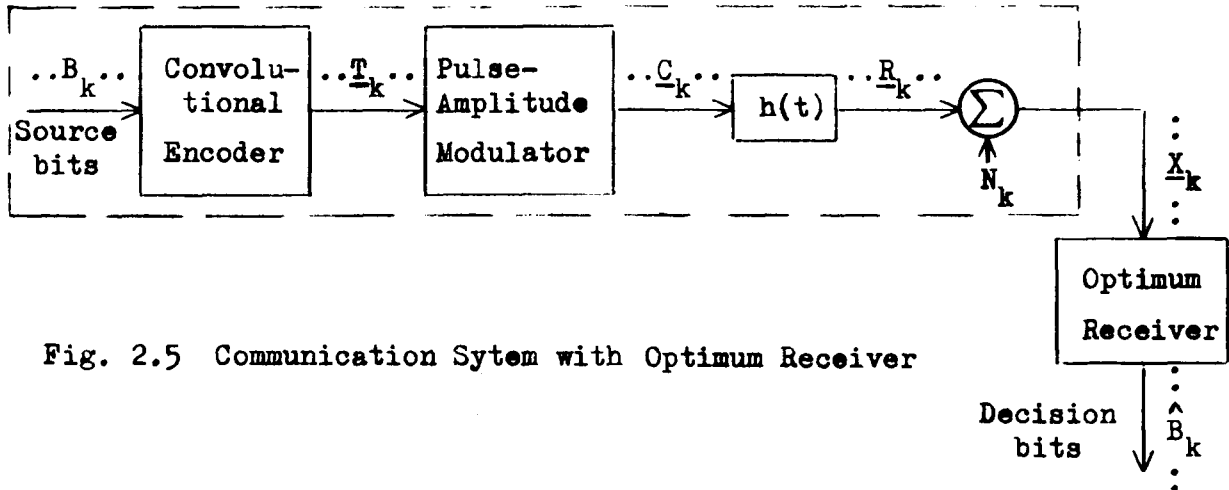 ..B_k..
Source
bits
Convolu-
tional
Encoder
..T_k..
Pulse-
Amplitude
Modulator
..C_k..
h(t)
..R_k..
Σ
N_k
⋮
X_k
⋮
Optimum
Receiver
Decision
bits
⋮
B̂_k
⋮
Fig. 2.5 Communication Sytem with Optimum Receiver